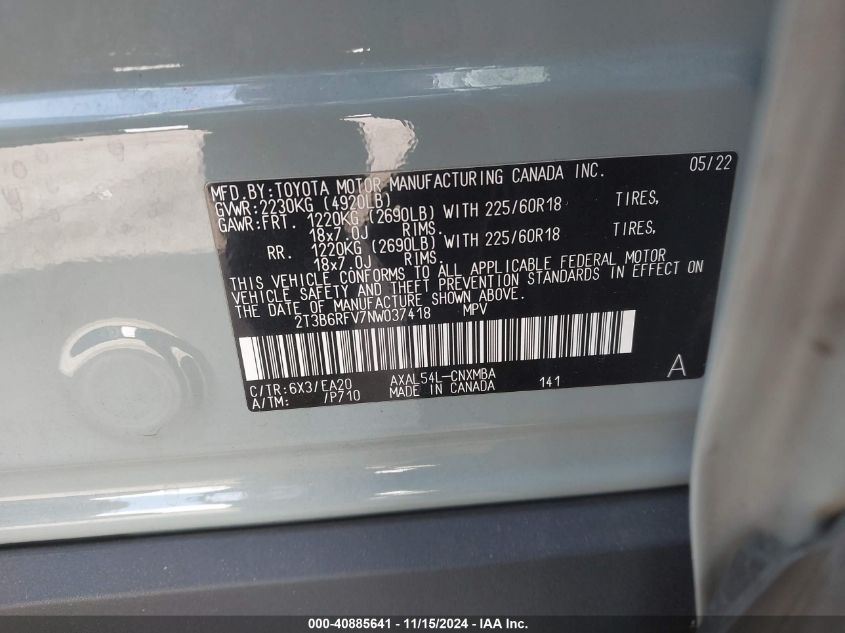 MFD.BY:TOYOTA MOTOR MANUFACTURING CANADA INC. 05/22
GVWR:2230KG (4920LB)
GAWR:FRT. 1220KG (2690LB) WITH 225/60R18 TIRES,
18x7.0J RIMS.
RR. 1220KG (2690LB) WITH 225/60R18 TIRES,
18x7.0J RIMS.
THIS VEHICLE CONFORMS TO ALL APPLICABLE FEDERAL MOTOR
VEHICLE SAFETY AND THEFT PREVENTION STANDARDS IN EFFECT ON
THE DATE OF MANUFACTURE SHOWN ABOVE.
2T3B6RFV7NW037418 MPV
C/TR:6X3/EA20 AXAL54L-CNXMBA 141 A
A/TM: /P710 MADE IN CANADA
000-40885641 - 11/15/2024 - IAA Inc.